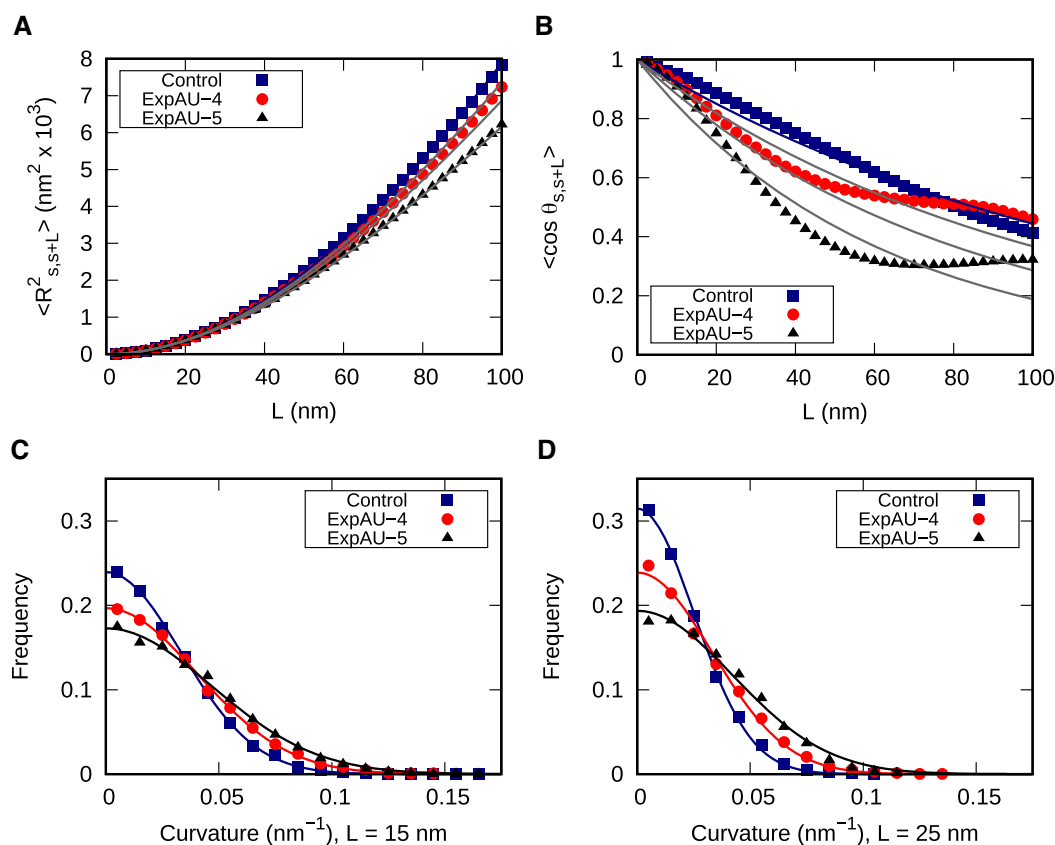 A
<R²s,s+L> (nm² x 10³)
8
7
6
5
4
3
2
1
0
Control
ExpAU−4
ExpAU−5
0 20 40 60 80 100
L (nm)
B
<cos θs,s+L>
1
0.8
0.6
0.4
0.2
0
Control
ExpAU−4
ExpAU−5
0 20 40 60 80 100
L (nm)
C
Frequency
0.3
0.2
0.1
0
Control
ExpAU−4
ExpAU−5
0 0.05 0.1 0.15
Curvature (nm⁻¹), L = 15 nm
D
Frequency
0.3
0.2
0.1
0
Control
ExpAU−4
ExpAU−5
0 0.05 0.1 0.15
Curvature (nm⁻¹), L = 25 nm